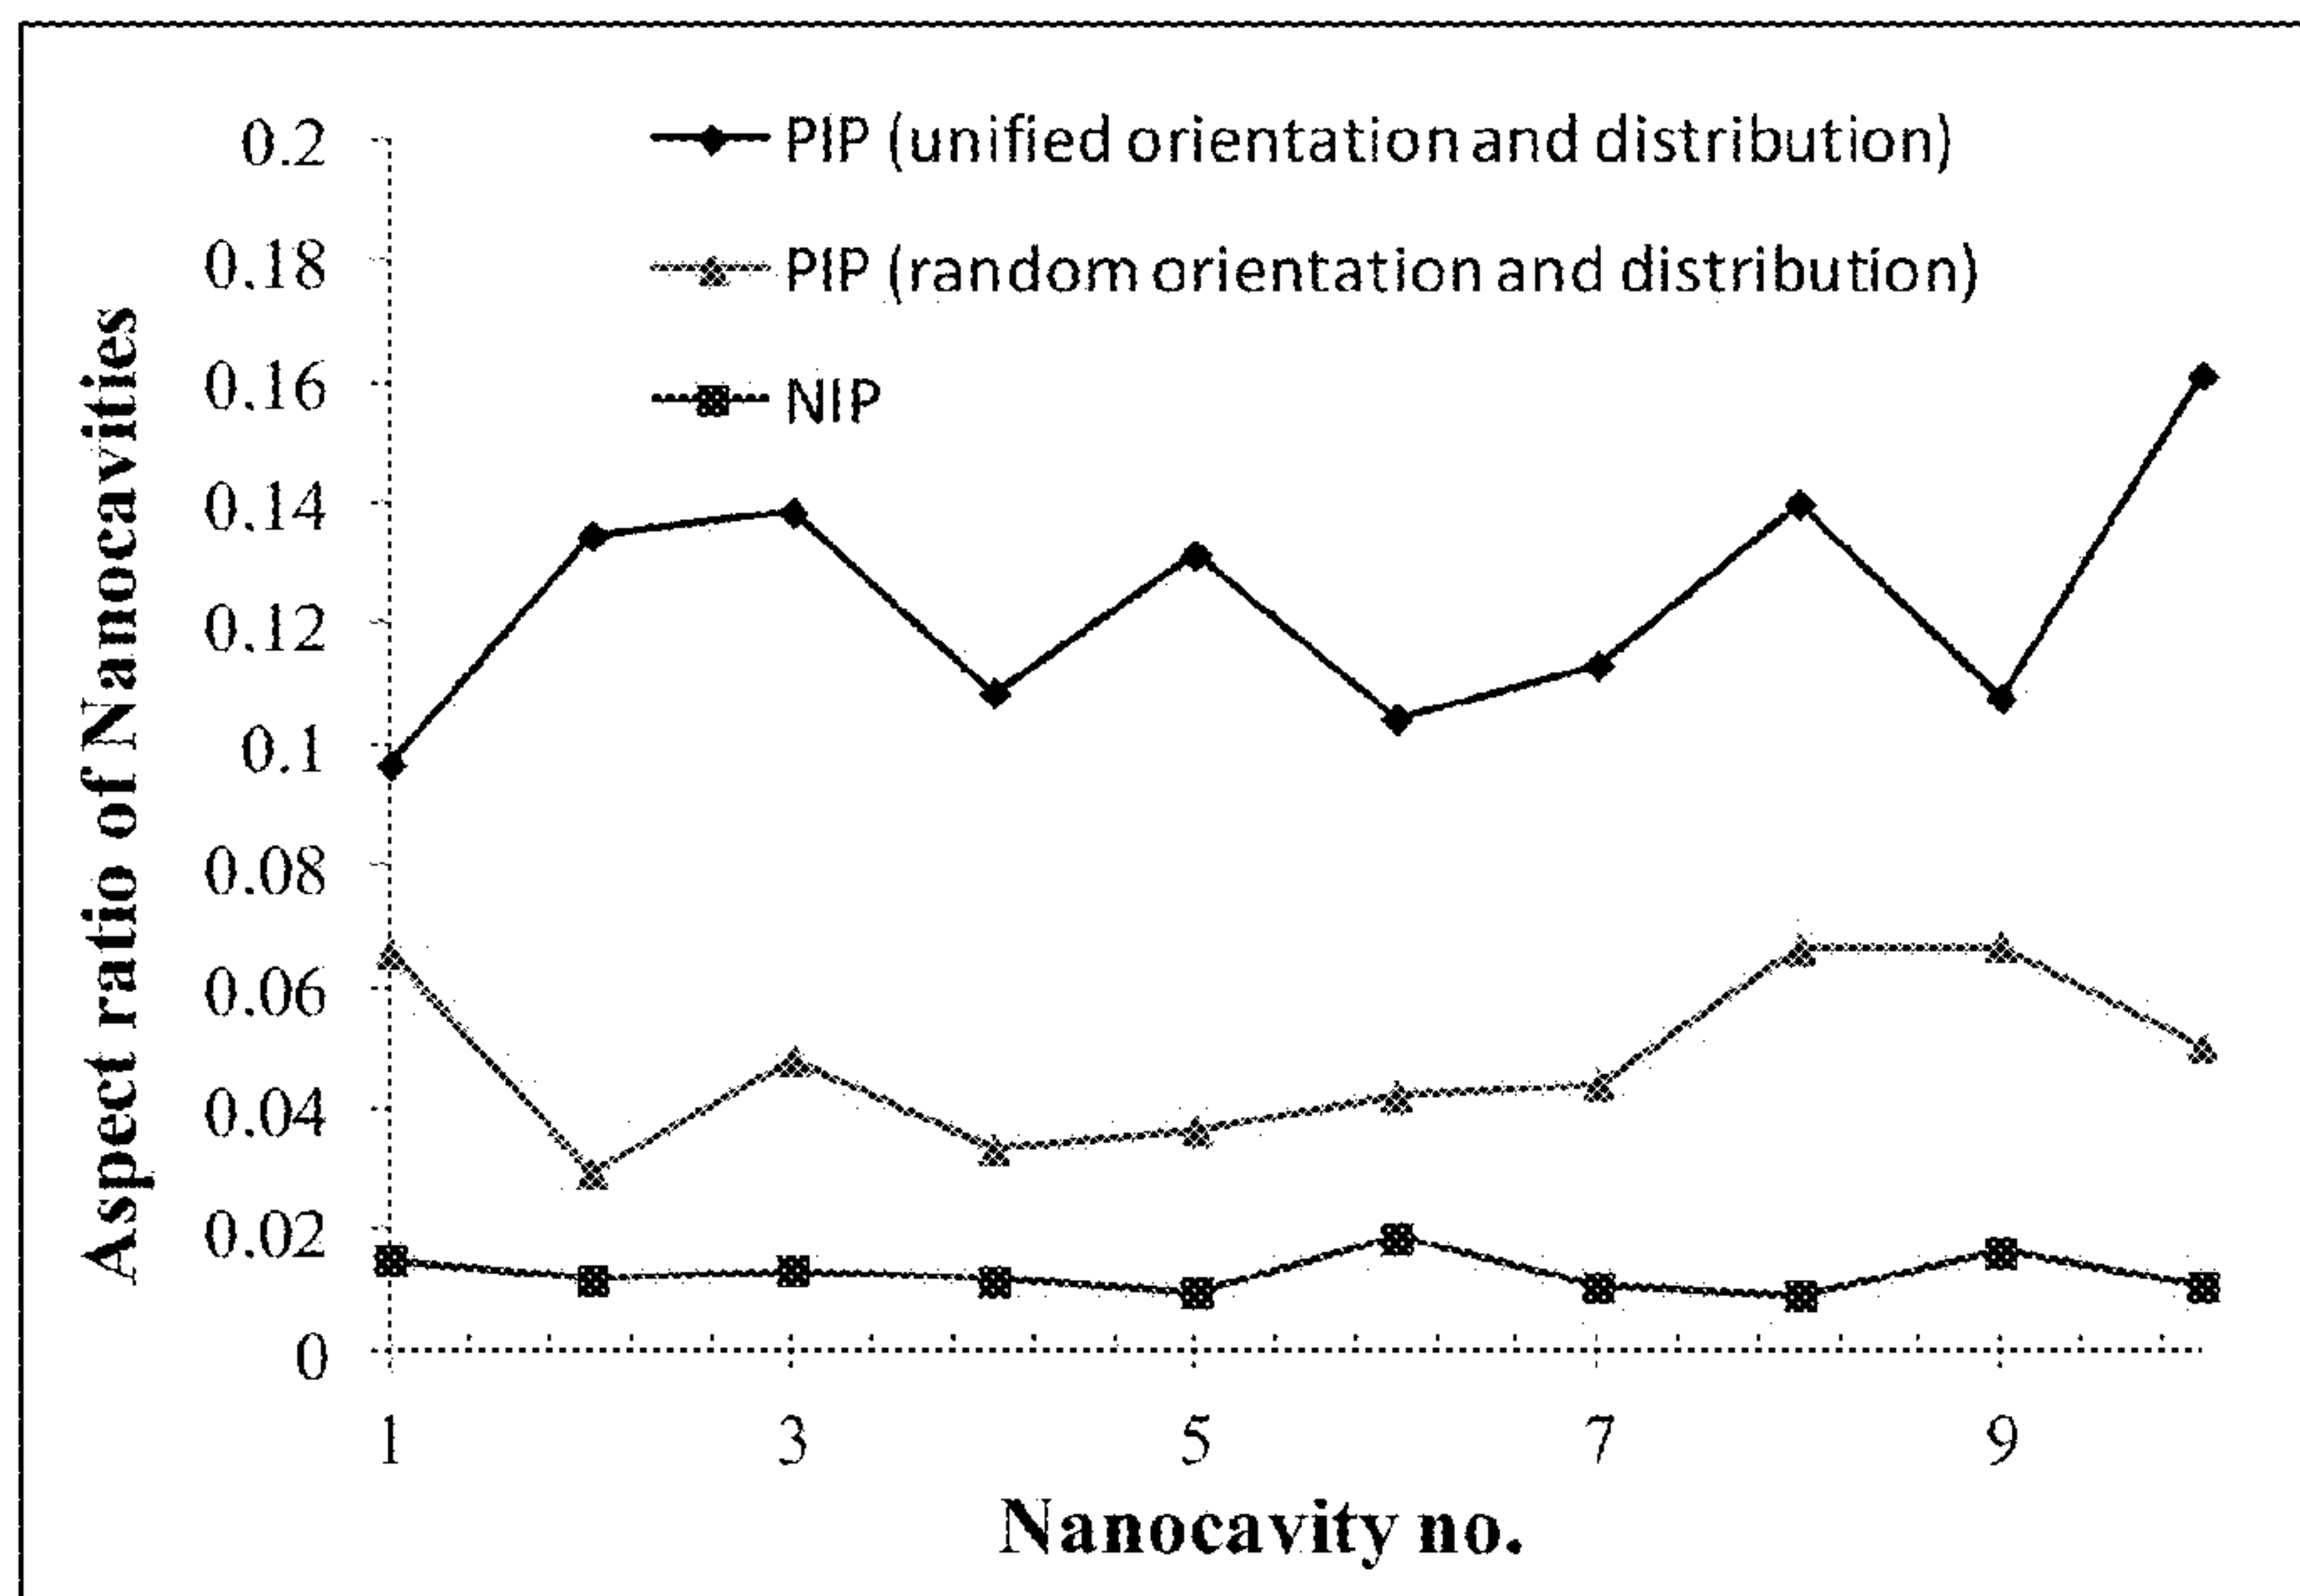 PIP (unified orientation and distribution)
PIP (random orientation and distribution)
NIP
Aspect ratio of Nanocavities
0.2
0.18
0.16
0.14
0.12
0.1
0.08
0.06
0.04
0.02
0
1 3 5 7 9
Nanocavity no.